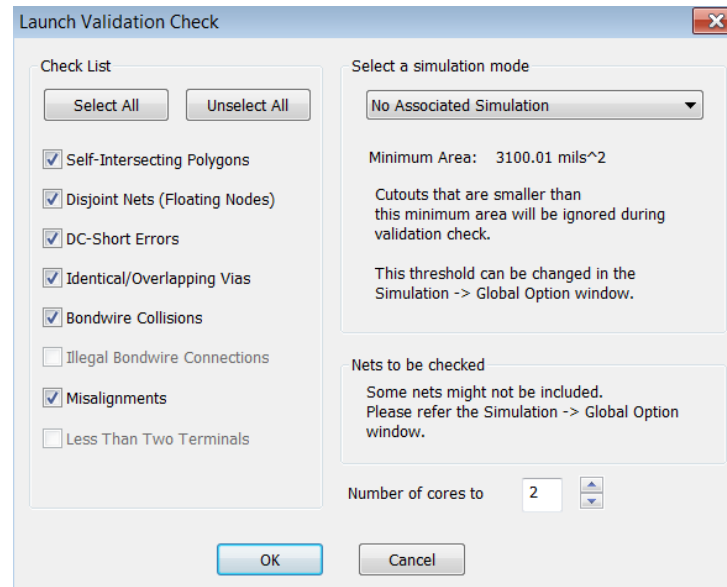 Launch Validation Check
Check List
Select All
Unselect All
Self-Intersecting Polygons
Disjoint Nets (Floating Nodes)
DC-Short Errors
Identical/Overlapping Vias
Bondwire Collisions
Illegal Bondwire Connections
Misalignments
Less Than Two Terminals
Select a simulation mode
No Associated Simulation
Minimum Area: 3100.01 mils^2
Cutouts that are smaller than
this minimum area will be ignored during
validation check.
This threshold can be changed in the
Simulation -> Global Option window.
Nets to be checked
Some nets might not be included.
Please refer the Simulation -> Global Option
window.
Number of cores to 2
OK
Cancel